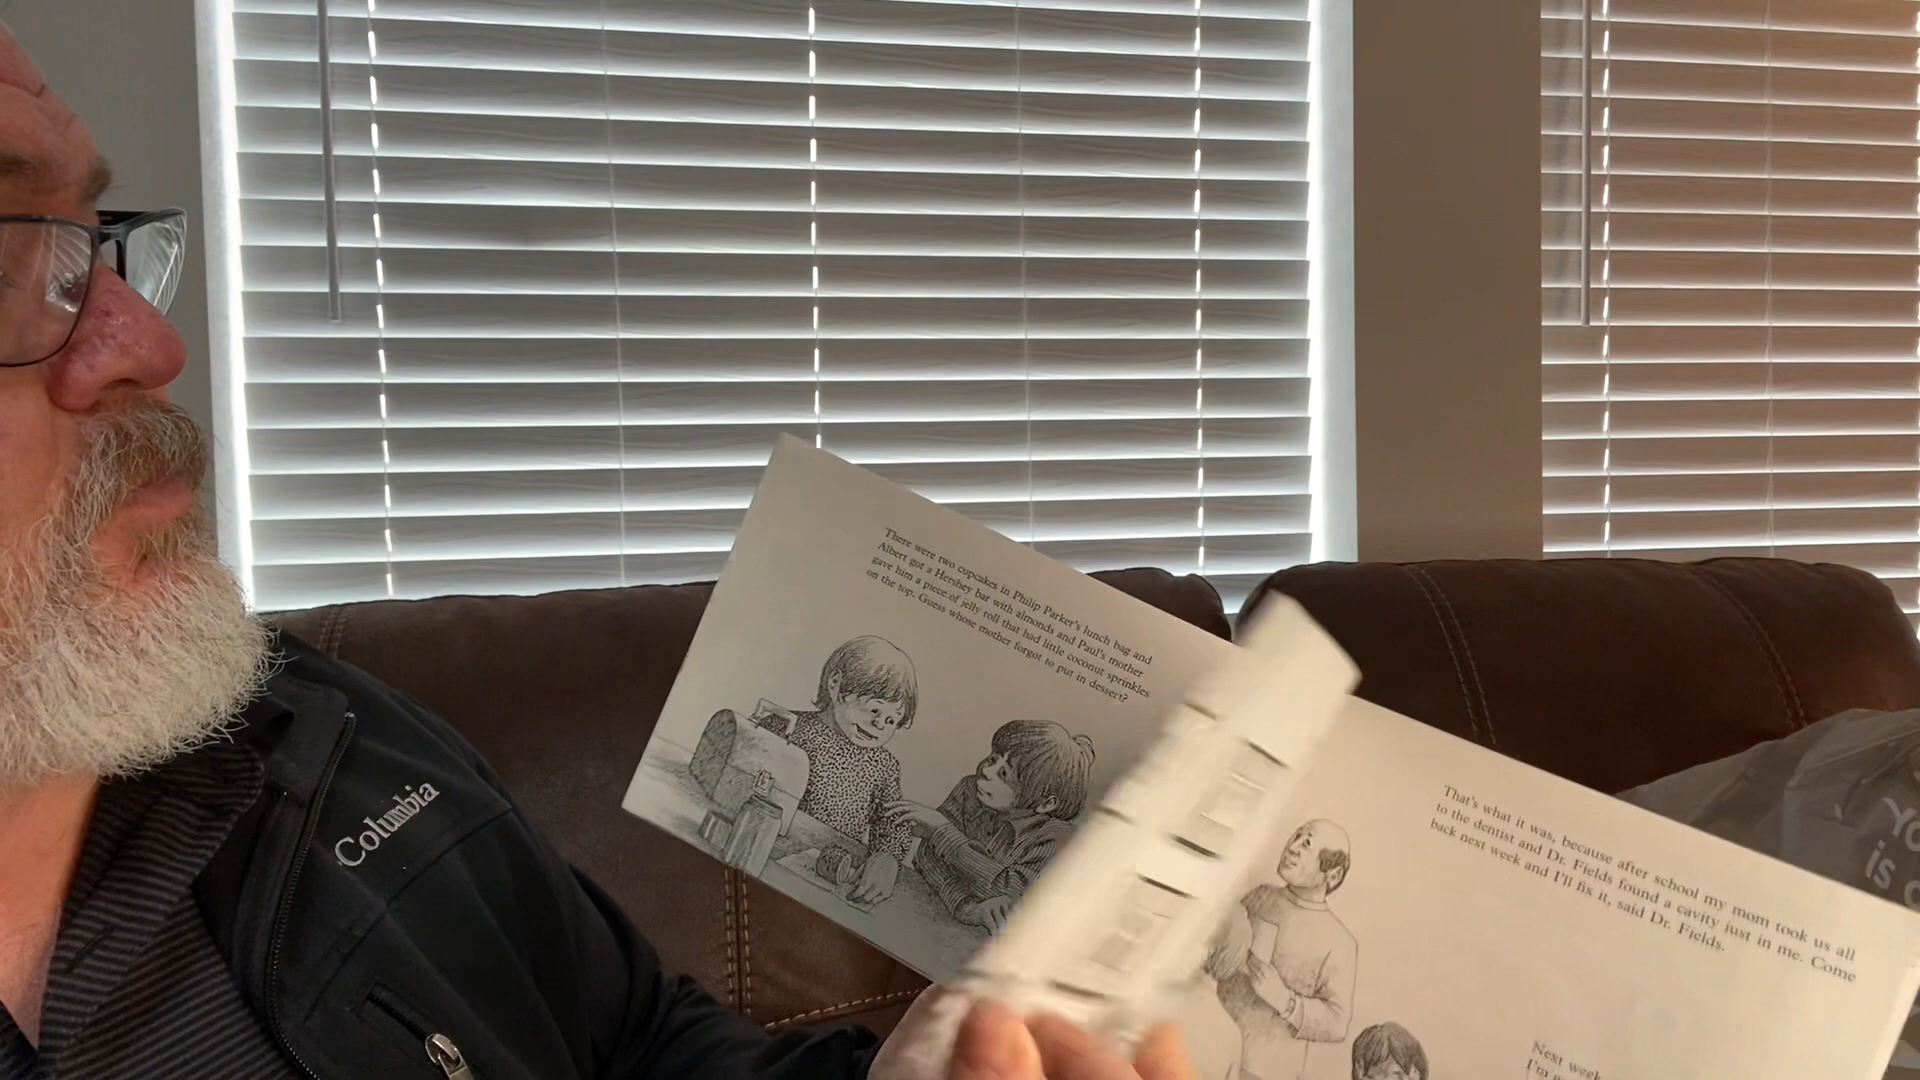 There were two cupcakes in Philip Parker's lunch bag and
Albert got a Hershey bar with almonds and Paul's mother
gave him a piece of jelly roll that had little coconut sprinkles
on the top. Guess whose mother forgot to put in dessert?
That's what it was, because after school my mom took us all
to the dentist and Dr. Fields found a cavity just in me. Come
back next week and I'll fix it, said Dr. Fields.
Next week
I'm
Columbia
is